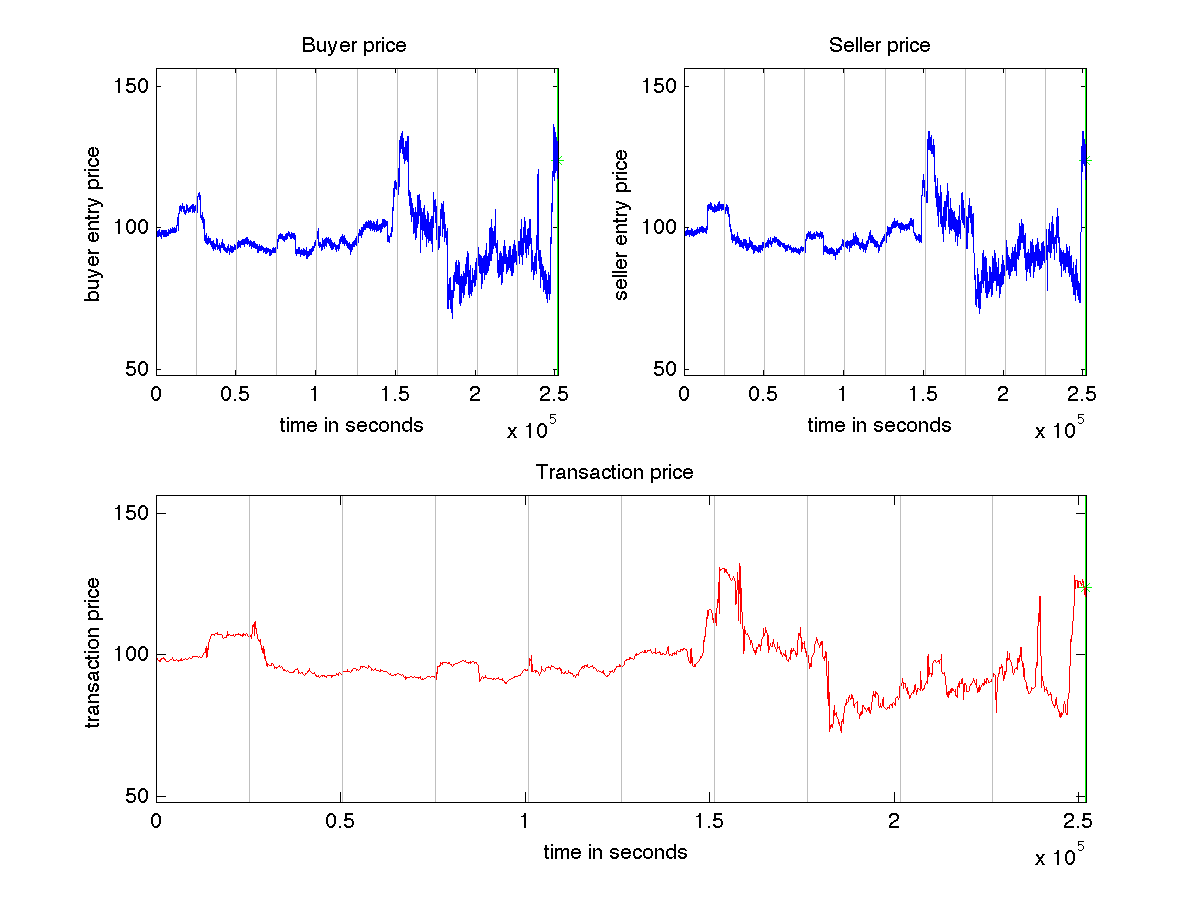 Buyer price
buyer entry price
150
100
50
0 0.5 1 1.5 2 2.5
time in seconds
x 10^5
Seller price
seller entry price
150
100
50
0 0.5 1 1.5 2 2.5
time in seconds
x 10^5
Transaction price
transaction price
150
100
50
0 0.5 1 1.5 2 2.5
time in seconds
x 10^5